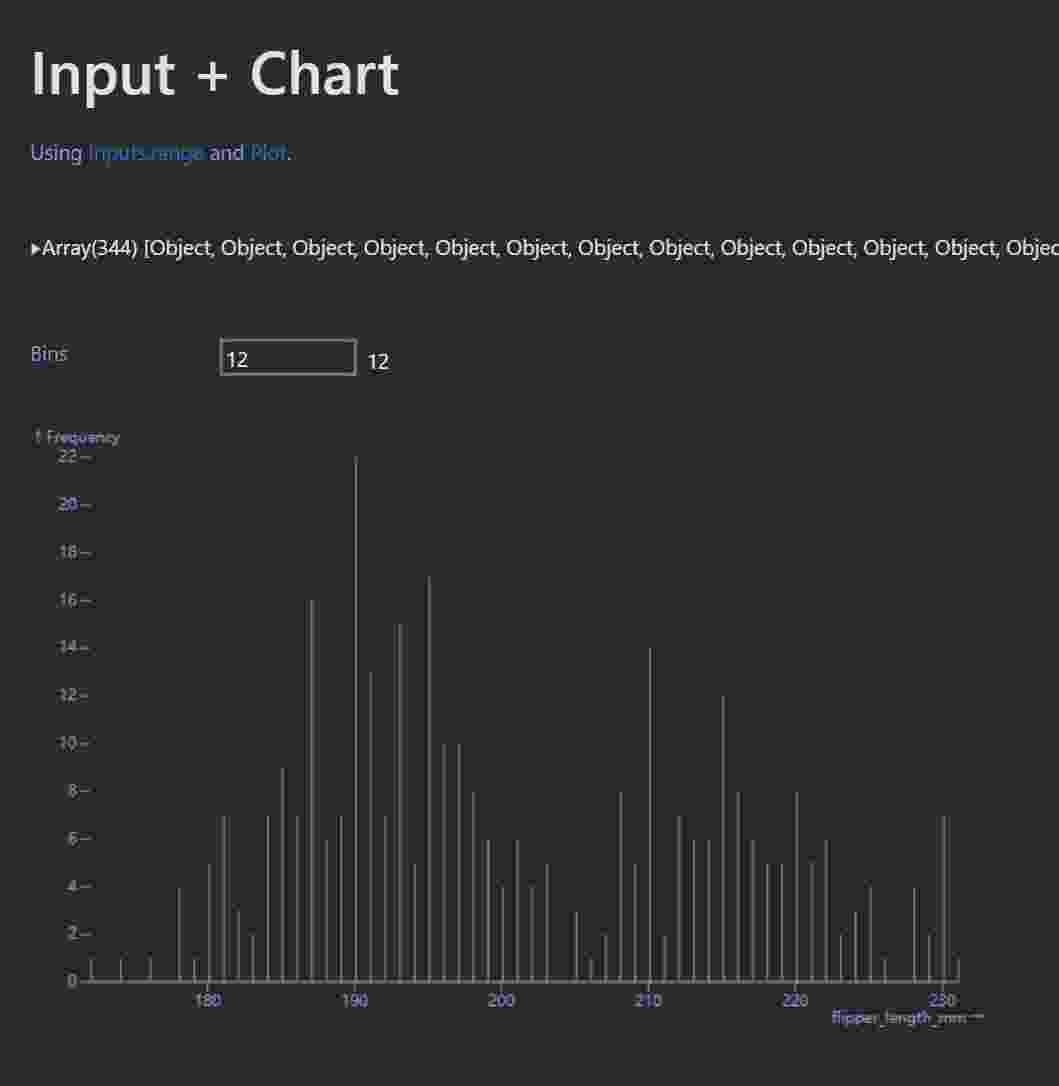 Input + Chart
Using Inputs.range and Plot.
▸Array(344) [Object, Object, Object, Object, Object, Object, Object, Object, Object, Object, Object, Object, Objec
Bins 12 12
↑ Frequency
22
20
18
16
14
12
10
8
6
4
2
0
180 190 200 210 220 230
flipper_length_mm →